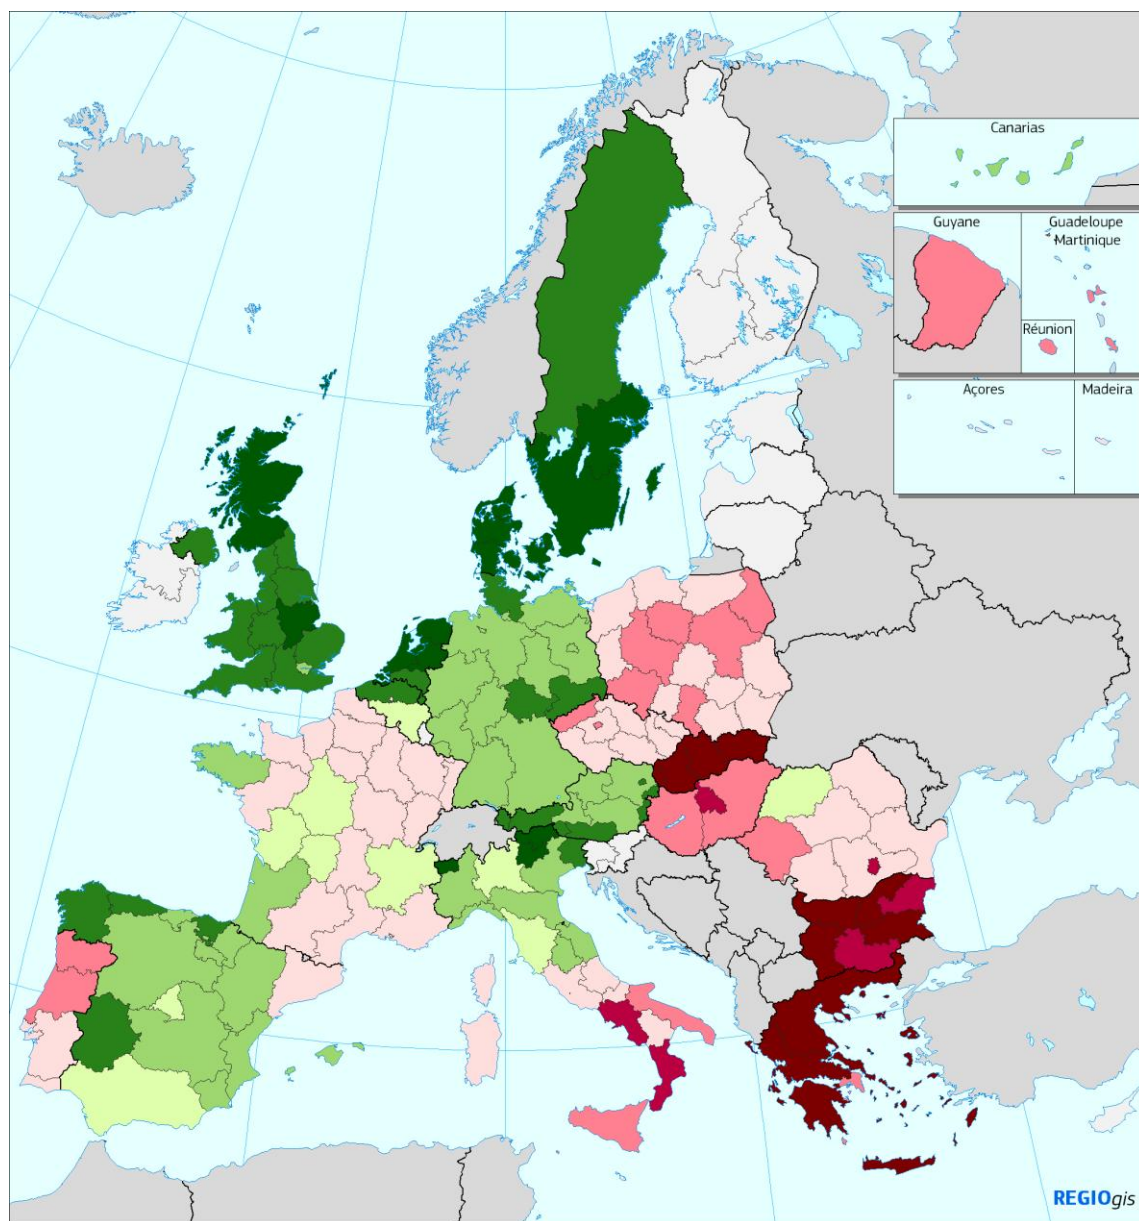 Canarias
Guyane
Guadeloupe
Martinique
Réunion
Açores
Madeira
REGIOgis